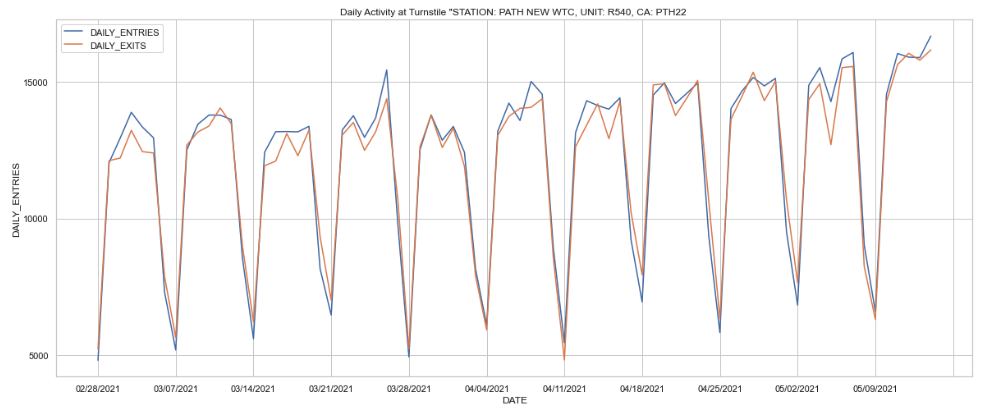 Daily Activity at Turnstile "STATION: PATH NEW WTC, UNIT: R540, CA: PTH22
DAILY_ENTRIES
DAILY_EXITS
15000
10000
5000
DAILY_ENTRIES
02/28/2021 03/07/2021 03/14/2021 03/21/2021 03/28/2021 04/04/2021 04/11/2021 04/18/2021 04/25/2021 05/02/2021 05/09/2021
DATE